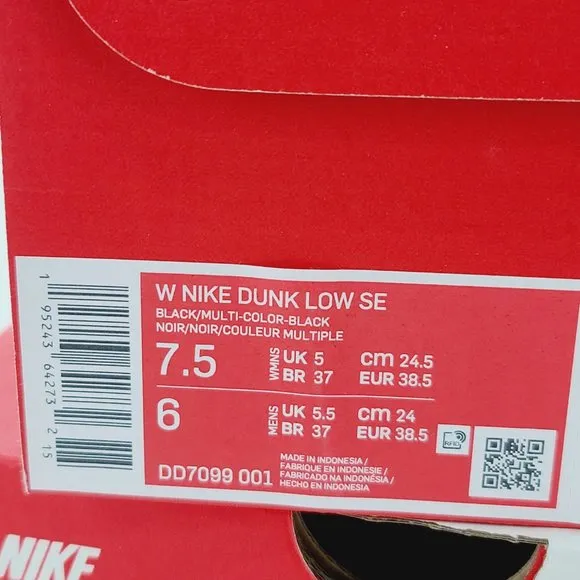 W NIKE DUNK LOW SE
BLACK/MULTI-COLOR-BLACK
NOIR/NOIR/COULEUR MULTIPLE
7.5 WMNS UK 5 cm 24.5
BR 37 EUR 38.5
6 MENS UK 5.5 cm 24
BR 37 EUR 38.5
RFID
DD7099 001
MADE IN INDONESIA /
FABRIQUE EN INDONESIE /
FABRICADO NA INDONÉSIA /
HECHO EN INDONESIA
1 95243 64273 2 15
NIKE